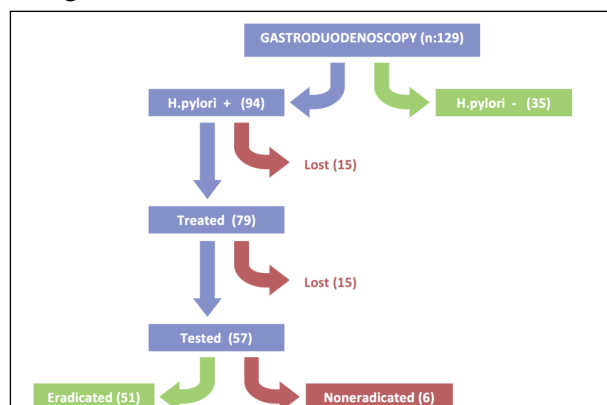 GASTRODUODENOSCOPY (n:129)
H.pylori + (94)
H.pylori - (35)
Lost (15)
Treated (79)
Lost (15)
Tested (57)
Eradicated (51)
Noneradicated (6)